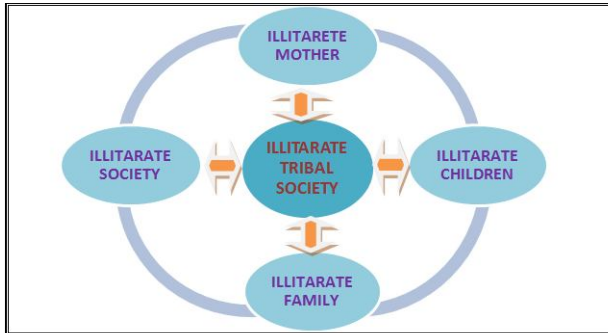 ILLITARETE
MOTHER
ILLITARATE
SOCIETY
ILLITARATE
TRIBAL
SOCIETY
ILLITARATE
CHILDREN
ILLITARATE
FAMILY